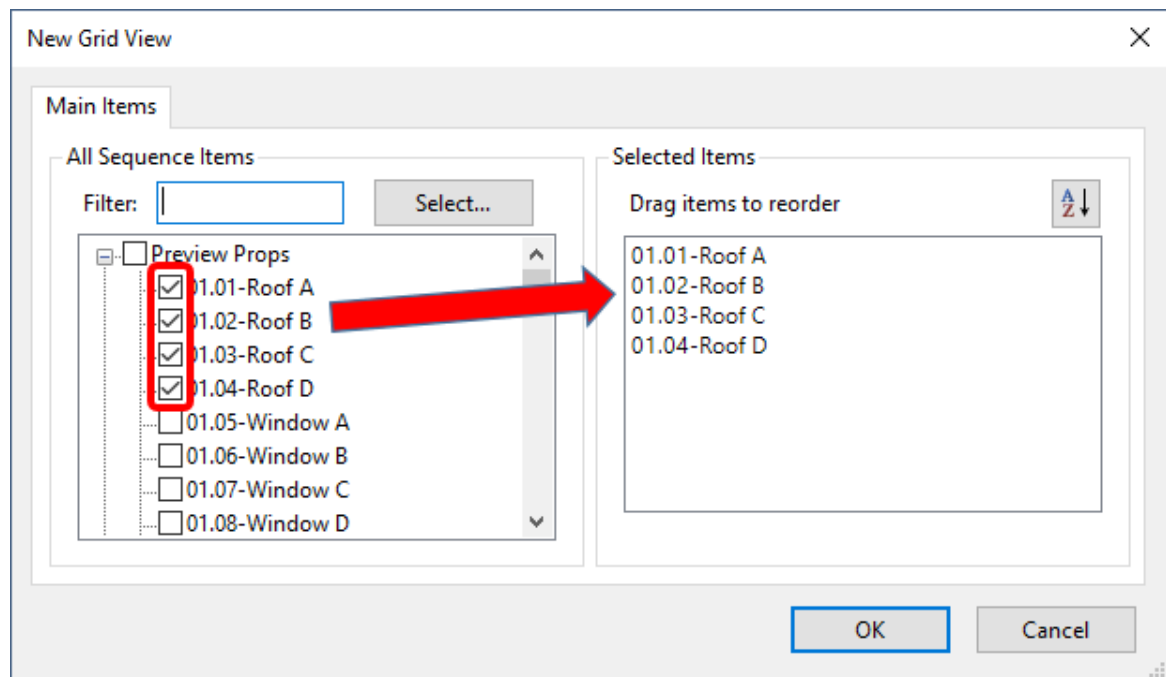 New Grid View
Main Items
All Sequence Items
Filter:
Select...
Preview Props
01.01-Roof A
01.02-Roof B
01.03-Roof C
01.04-Roof D
01.05-Window A
01.06-Window B
01.07-Window C
01.08-Window D
Selected Items
Drag items to reorder
A
Z
01.01-Roof A
01.02-Roof B
01.03-Roof C
01.04-Roof D
OK
Cancel